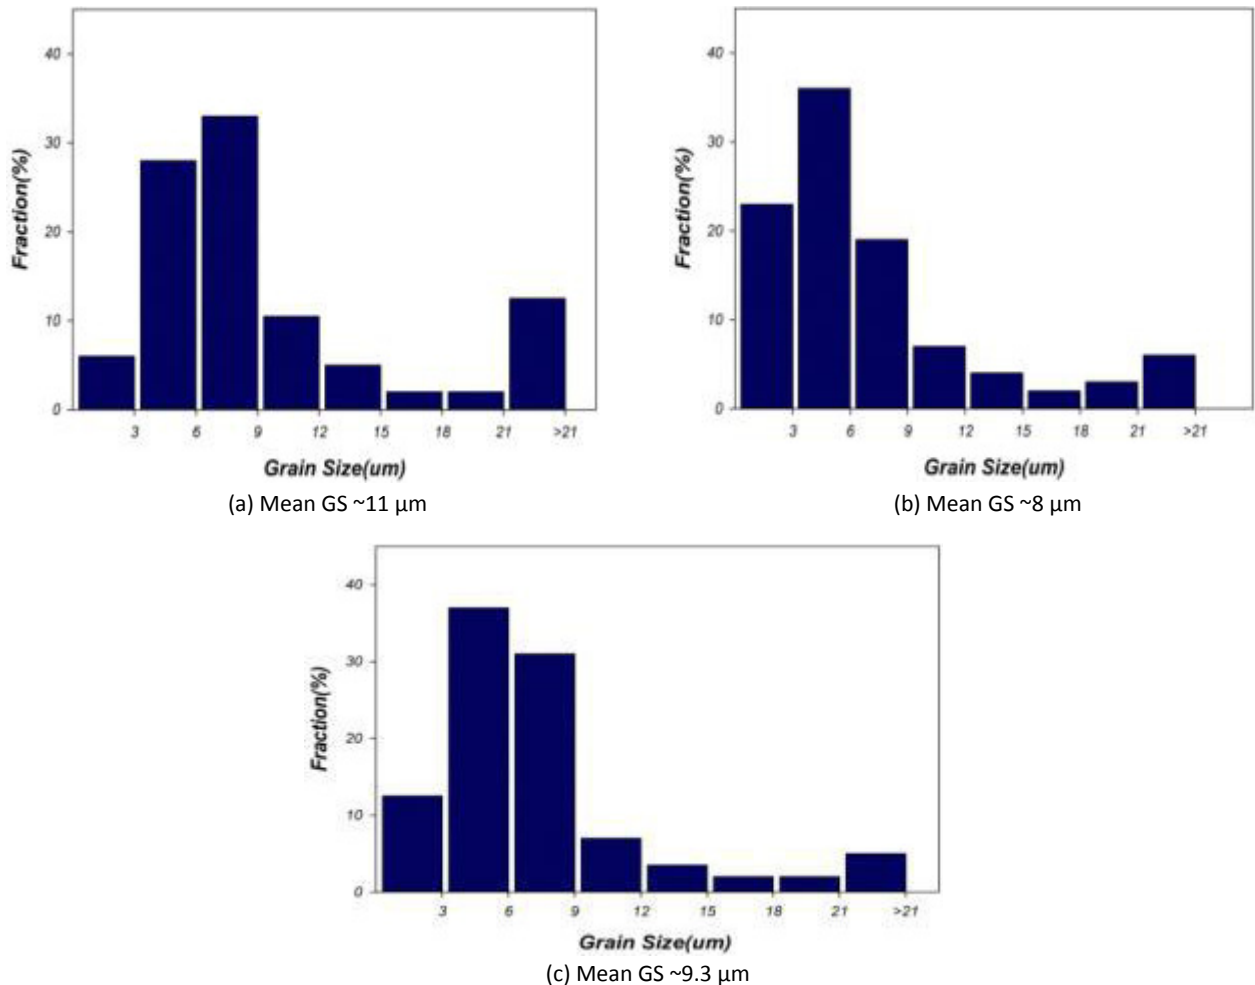 Fraction(%)
40
30
20
10
0
3 6 9 12 15 18 21 >21
Grain Size(um)
(a) Mean GS ~11 µm
Fraction(%)
40
30
20
10
0
3 6 9 12 15 18 21 >21
Grain Size(um)
(b) Mean GS ~8 µm
Fraction(%)
40
30
20
10
0
3 6 9 12 15 18 21 >21
Grain Size(um)
(c) Mean GS ~9.3 µm